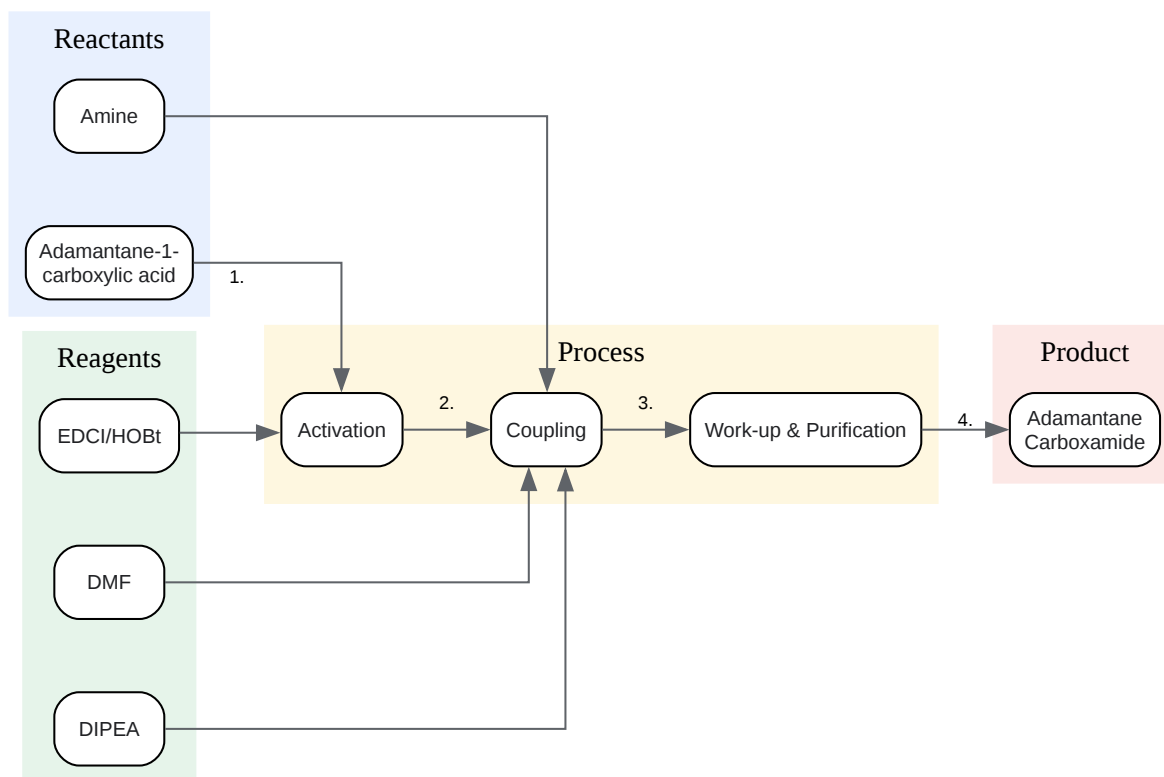 Reactants
Amine
Adamantane-1-
carboxylic acid
1.
Reagents
EDCI/HOBt
DMF
DIPEA
Process
Activation
2.
Coupling
3.
Work-up & Purification
4.
Product
Adamantane
Carboxamide